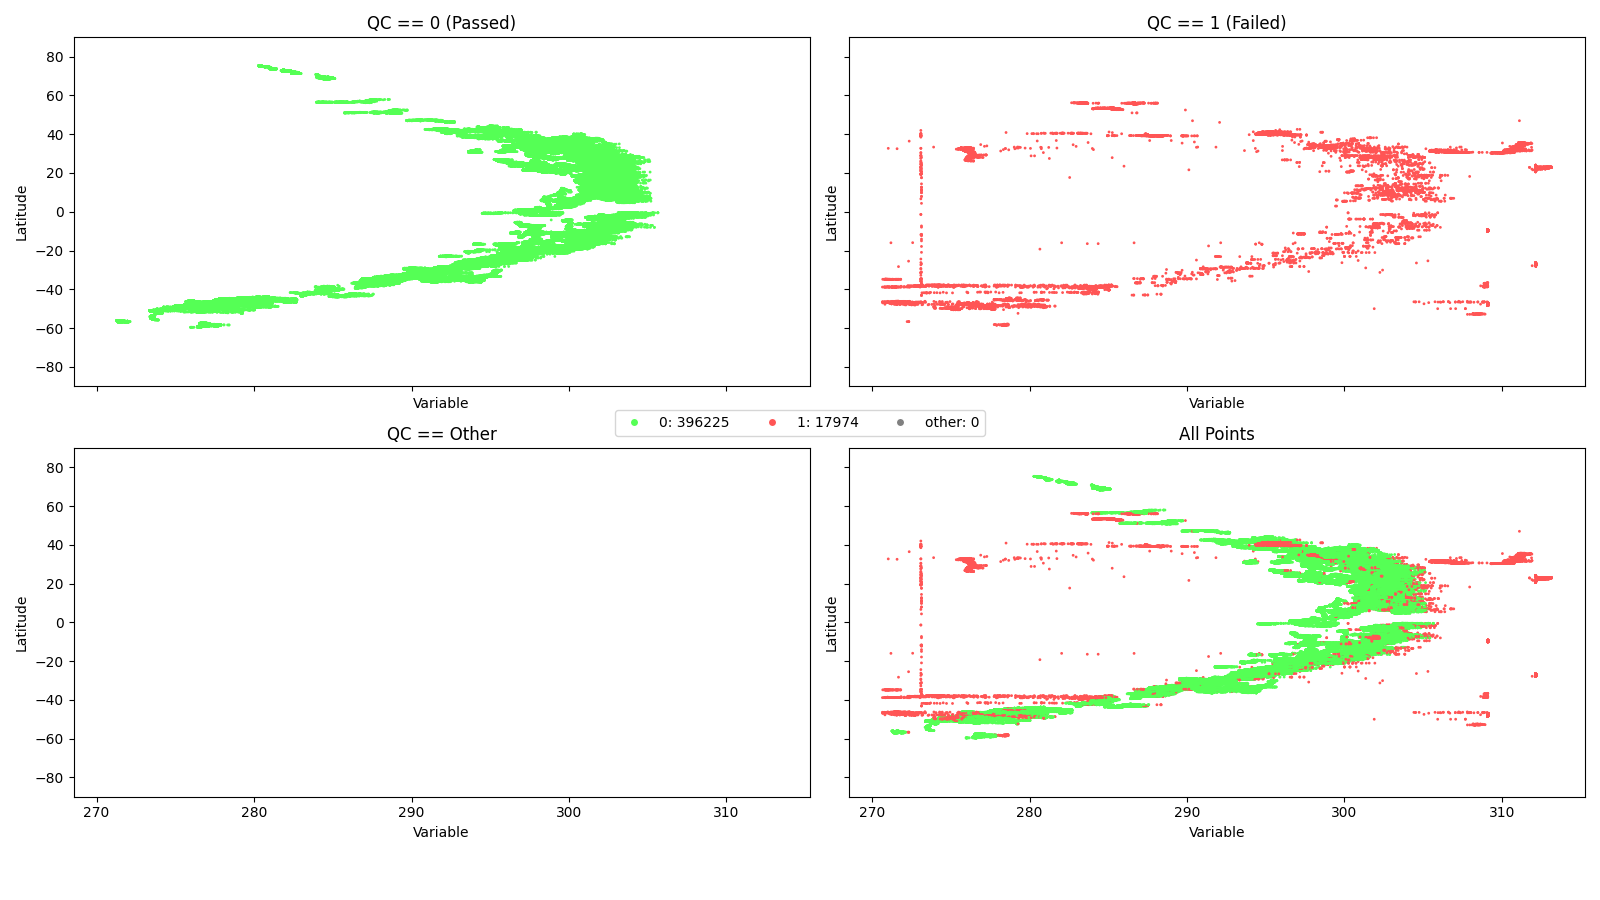 QC == 0 (Passed)
QC == 1 (Failed)
80
60
40
20
0
−20
−40
−60
−80
Latitude
Latitude
Variable
Variable
0: 396225
1: 17974
other: 0
QC == Other
All Points
80
60
40
20
0
−20
−40
−60
−80
Latitude
Latitude
270
280
290
300
310
270
280
290
300
310
Variable
Variable